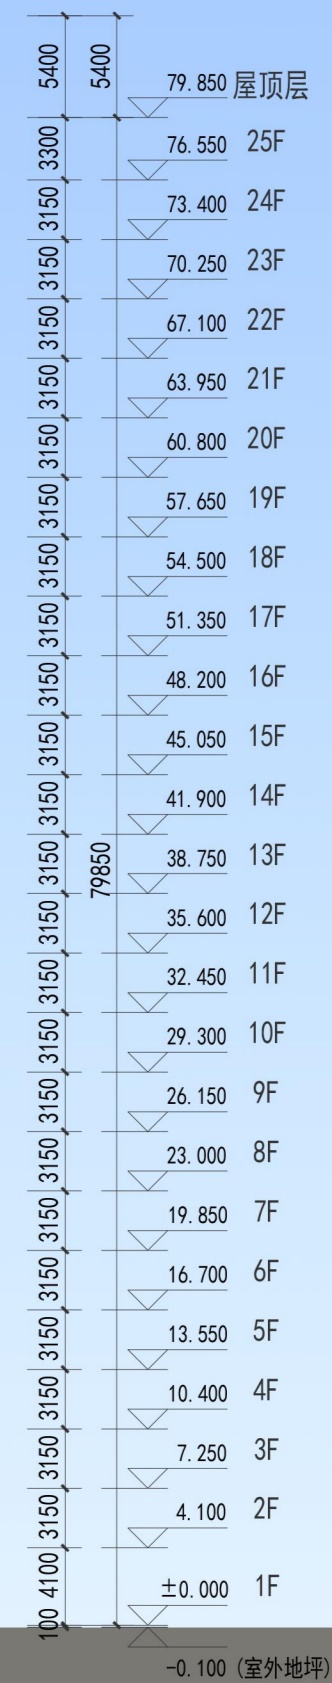 5400 5400
79.850 屋顶层
3300
76.550 25F
3150
73.400 24F
3150
70.250 23F
3150
67.100 22F
3150
63.950 21F
3150
60.800 20F
3150
57.650 19F
3150
54.500 18F
3150
51.350 17F
3150
48.200 16F
3150
45.050 15F
3150
41.900 14F
3150
79850
38.750 13F
3150
35.600 12F
3150
32.450 11F
3150
29.300 10F
3150
26.150 9F
3150
23.000 8F
3150
19.850 7F
3150
16.700 6F
3150
13.550 5F
3150
10.400 4F
3150
7.250 3F
3150
4.100 2F
4100
±0.000 1F
100
-0.100 (室外地坪)